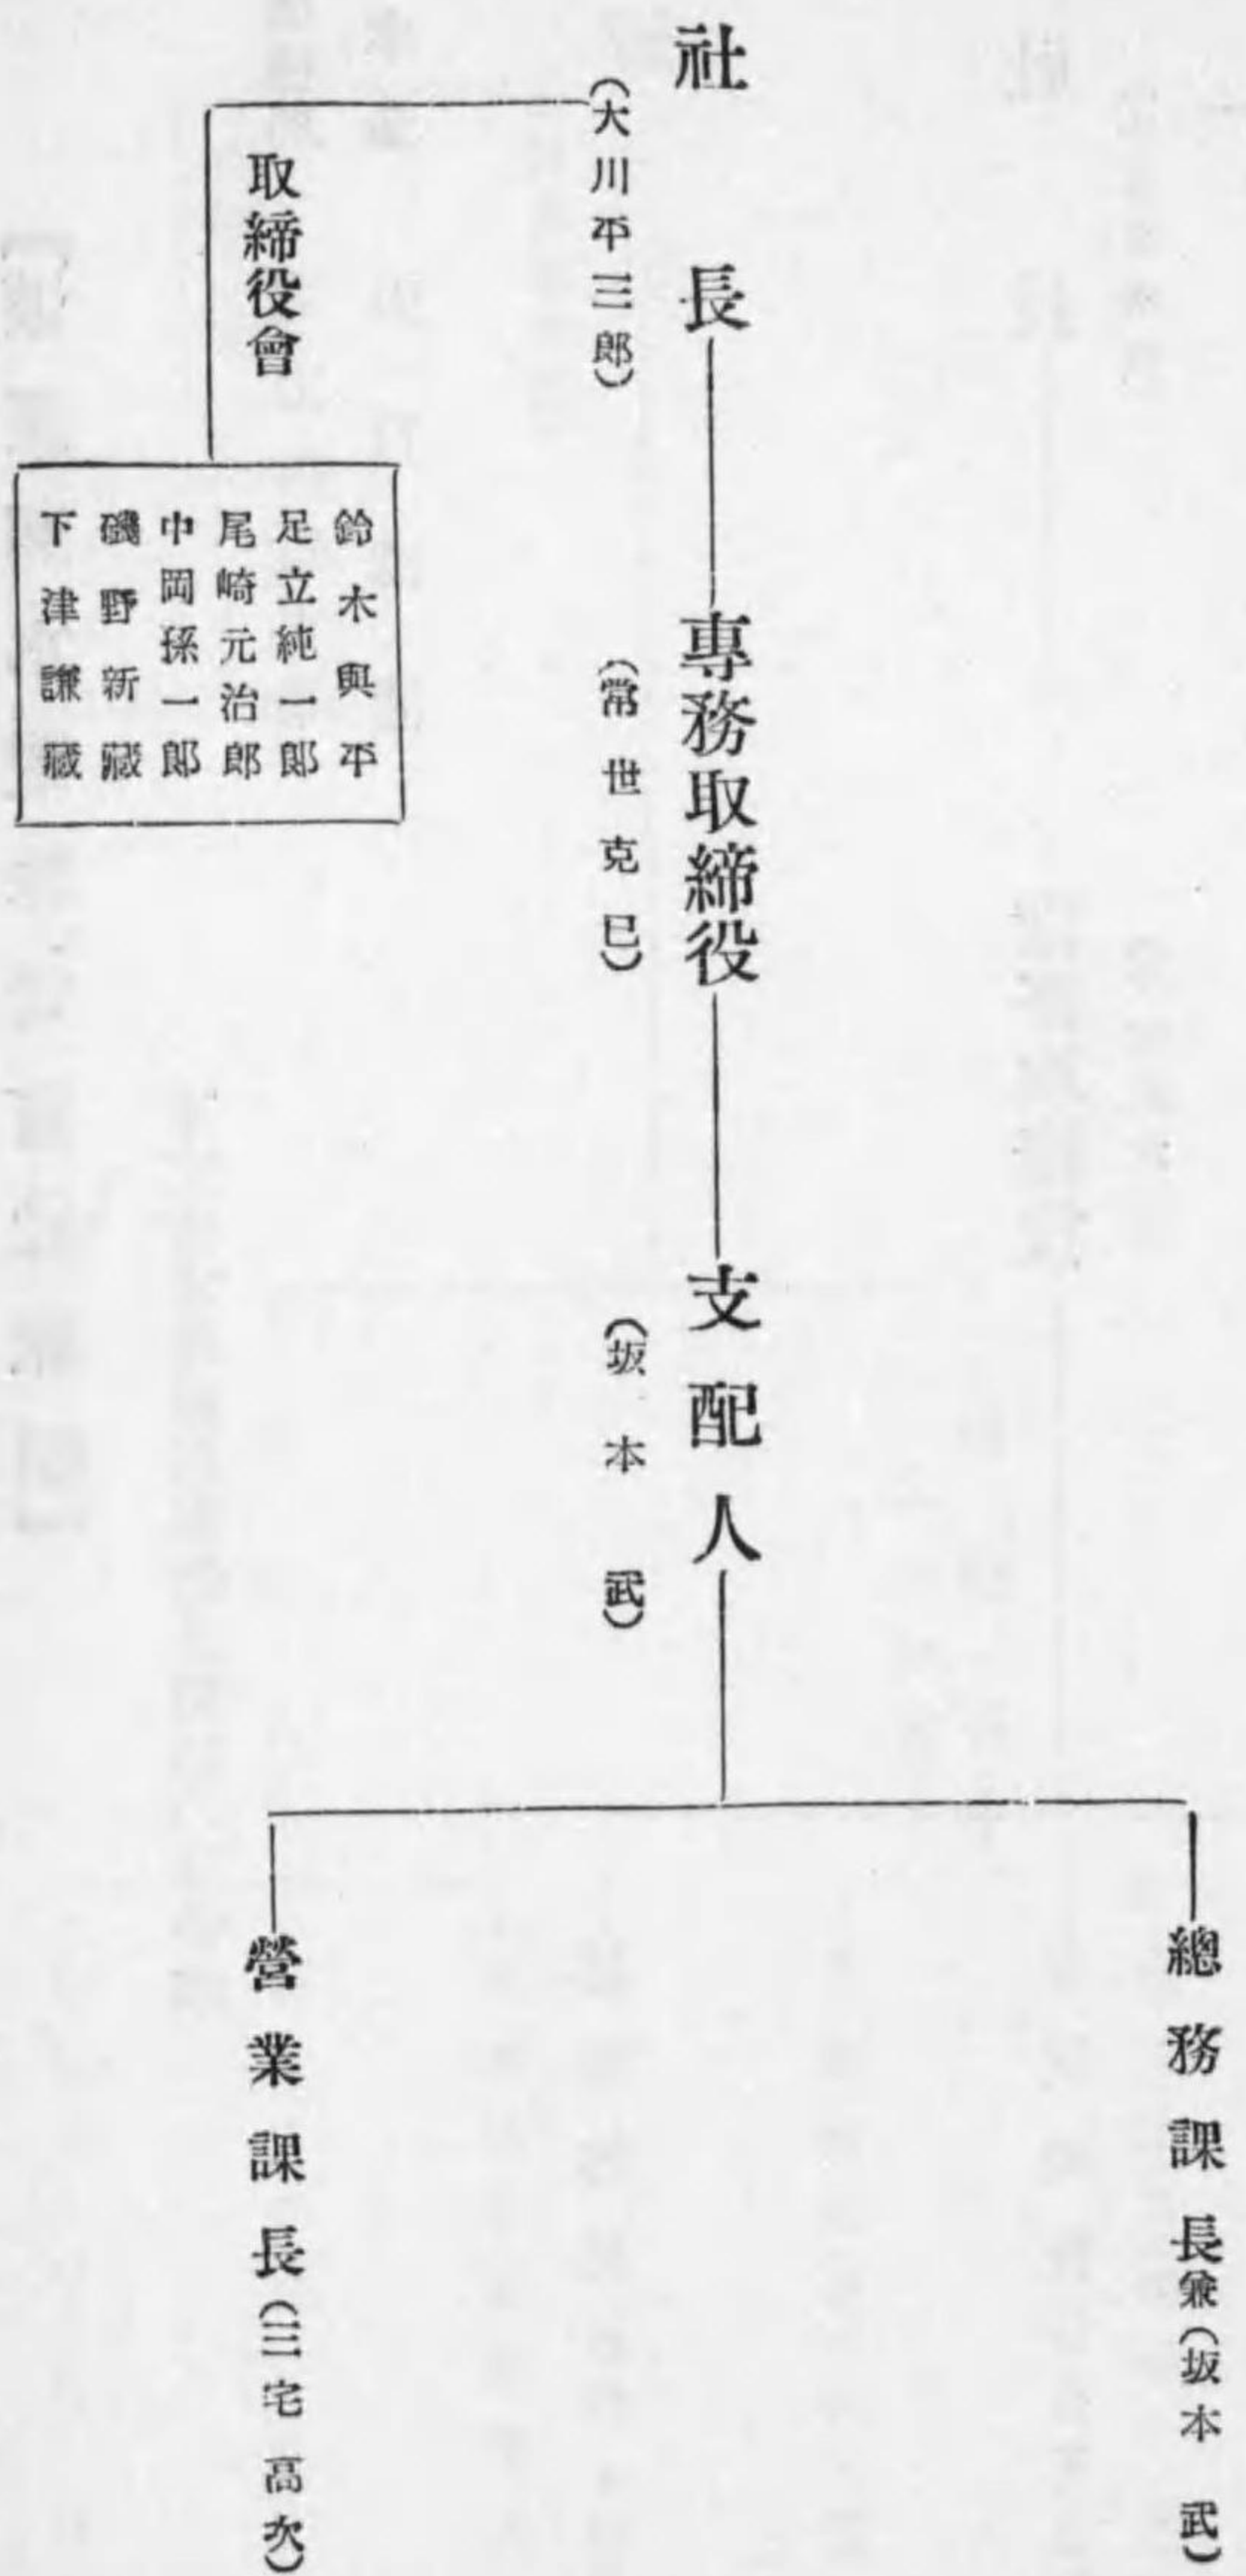 社長
(大川平三郎)
取締役會
鈴木與平
足立純一郎
尾崎元治郎
中岡孫一郎
磯野新藏
下津謙藏
專務取締役
(常世克巳)
支配人
(坂本武)
總務課長兼(坂本武)
營業課長(三宅高次)